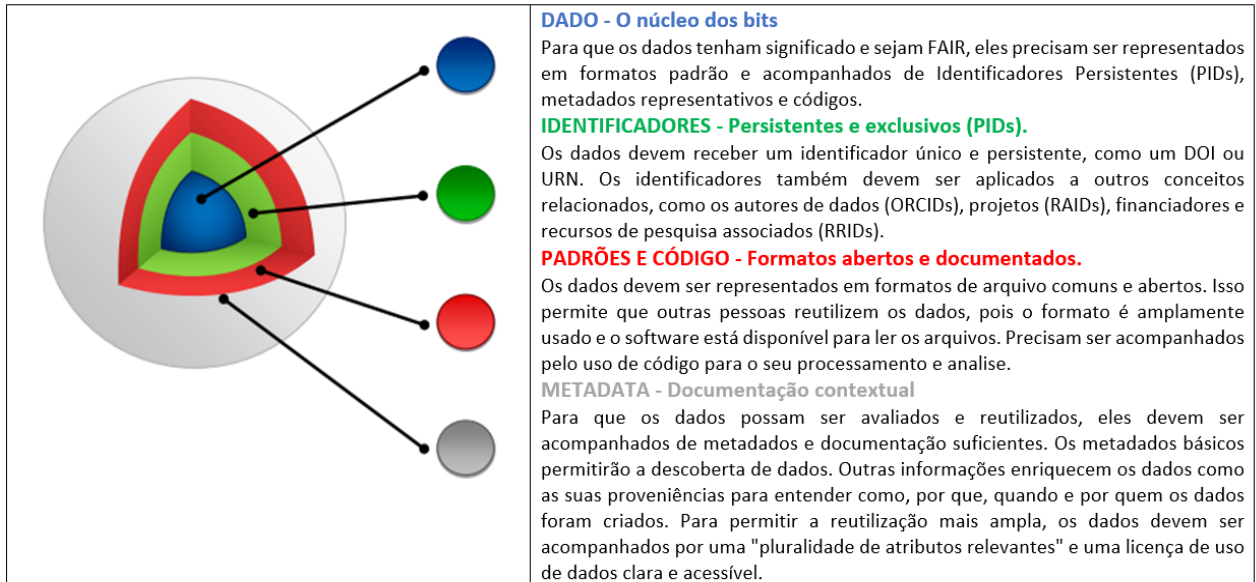 DADO - O núcleo dos bits
Para que os dados tenham significado e sejam FAIR, eles precisam ser representados
em formatos padrão e acompanhados de Identificadores Persistentes (PIDs),
metadados representativos e códigos.
IDENTIFICADORES - Persistentes e exclusivos (PIDs).
Os dados devem receber um identificador único e persistente, como um DOI ou
URN. Os identificadores também devem ser aplicados a outros conceitos
relacionados, como os autores de dados (ORCIDs), projetos (RAIDs), financiadores e
recursos de pesquisa associados (RRIDs).
PADRÕES E CÓDIGO - Formatos abertos e documentados.
Os dados devem ser representados em formatos de arquivo comuns e abertos. Isso
permite que outras pessoas reutilizem os dados, pois o formato é amplamente
usado e o software está disponível para ler os arquivos. Precisam ser acompanhados
pelo uso de código para o seu processamento e analise.
METADATA - Documentação contextual
Para que os dados possam ser avaliados e reutilizados, eles devem ser
acompanhados de metadados e documentação suficientes. Os metadados básicos
permitirão a descoberta de dados. Outras informações enriquecem os dados como
as suas proveniências para entender como, por que, quando e por quem os dados
foram criados. Para permitir a reutilização mais ampla, os dados devem ser
acompanhados por uma "pluralidade de atributos relevantes" e uma licença de uso
de dados clara e acessível.